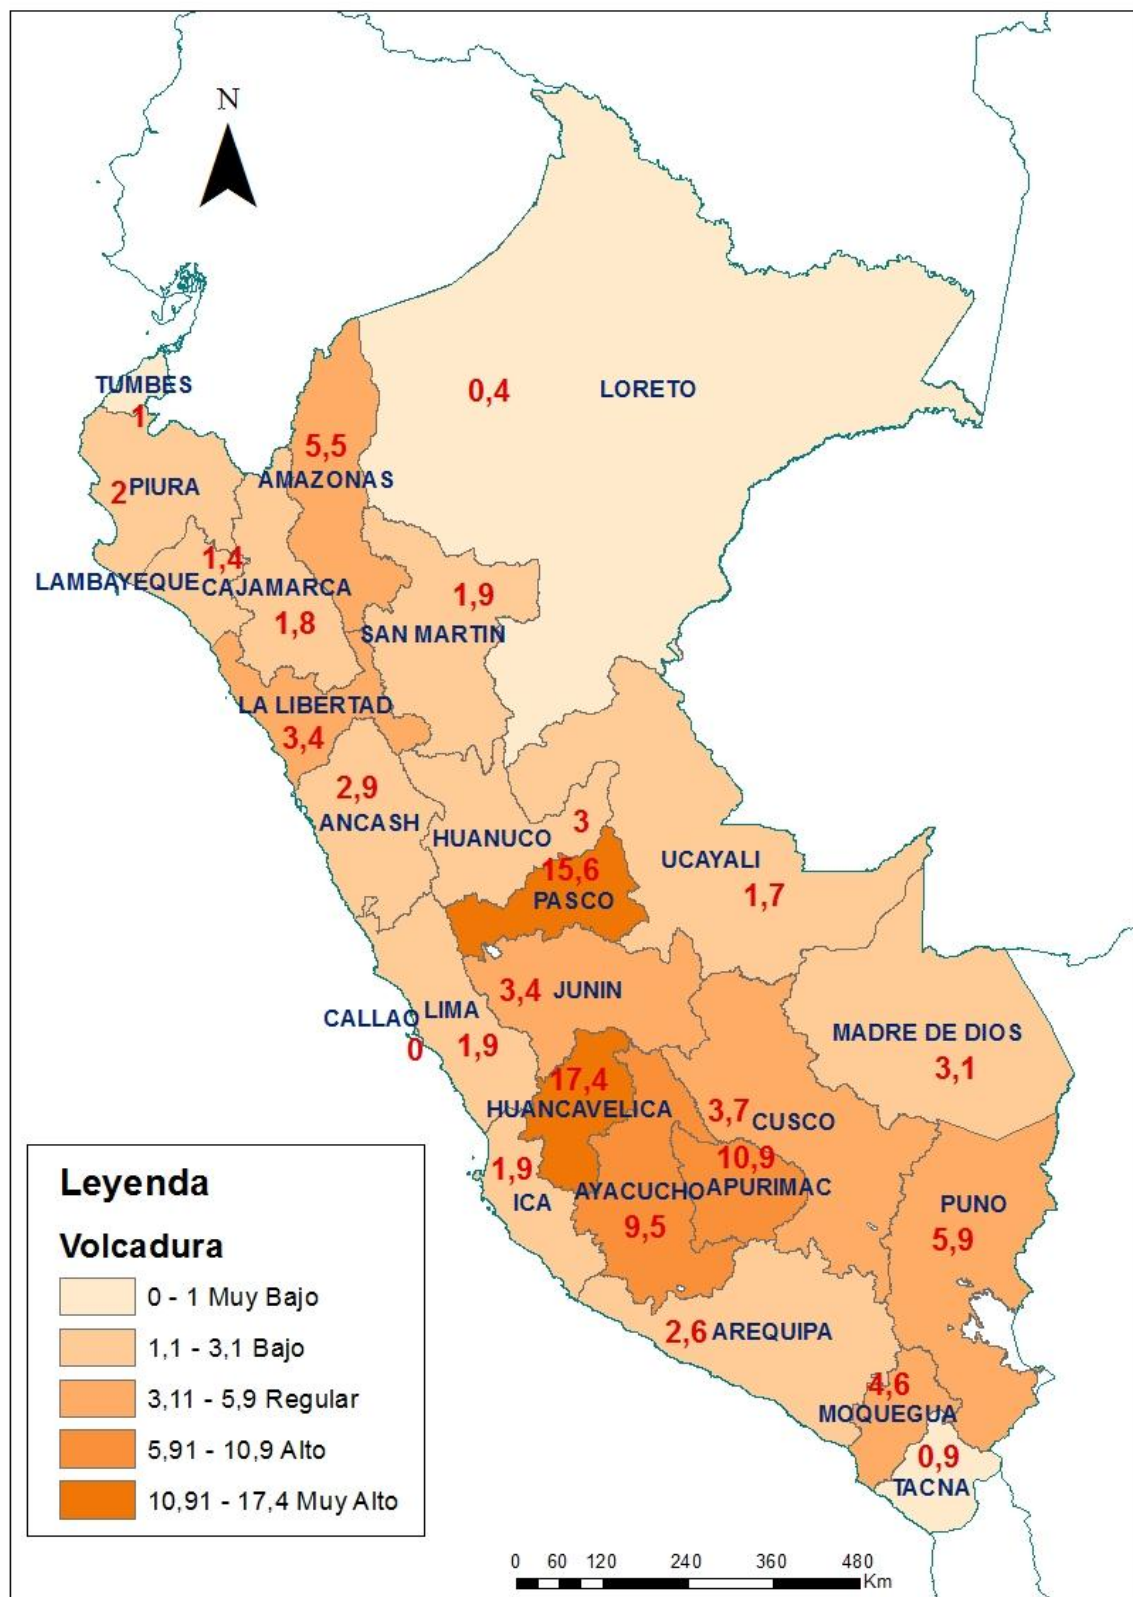 N
TUMBES
1
0,4 LORETO
5,5
AMAZONAS
2 PIURA
1,4
LAMBAYEQUE
CAJAMARCA
1,8
1,9
SAN MARTIN
LA LIBERTAD
3,4
2,9
ANCASH
HUANUCO
3
15,6
PASCO
UCAYALI
1,7
3,4 JUNIN
CALLAO
0
LIMA
1,9
MADRE DE DIOS
3,1
17,4
HUANCAVELICA
3,7 CUSCO
10,9
APURIMAC
1,9
ICA
AYACUCHO
9,5
PUNO
5,9
2,6 AREQUIPA
4,6
MOQUEGUA
0,9
TACNA
Leyenda
Volcadura
0 - 1 Muy Bajo
1,1 - 3,1 Bajo
3,11 - 5,9 Regular
5,91 - 10,9 Alto
10,91 - 17,4 Muy Alto
0 60 120 240 360 480
Km